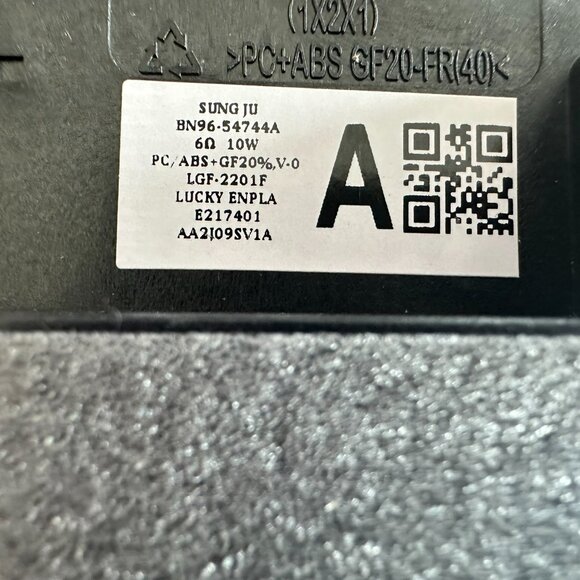 (1X2X1)
>PC+ABS GF20-FR(40)<
SUNG JU
BN96-54744A
6Ω 10W
PC/ABS+GF20%,V-0
LGF-2201F
LUCKY ENPLA
E217401
AA2J09SV1A
A